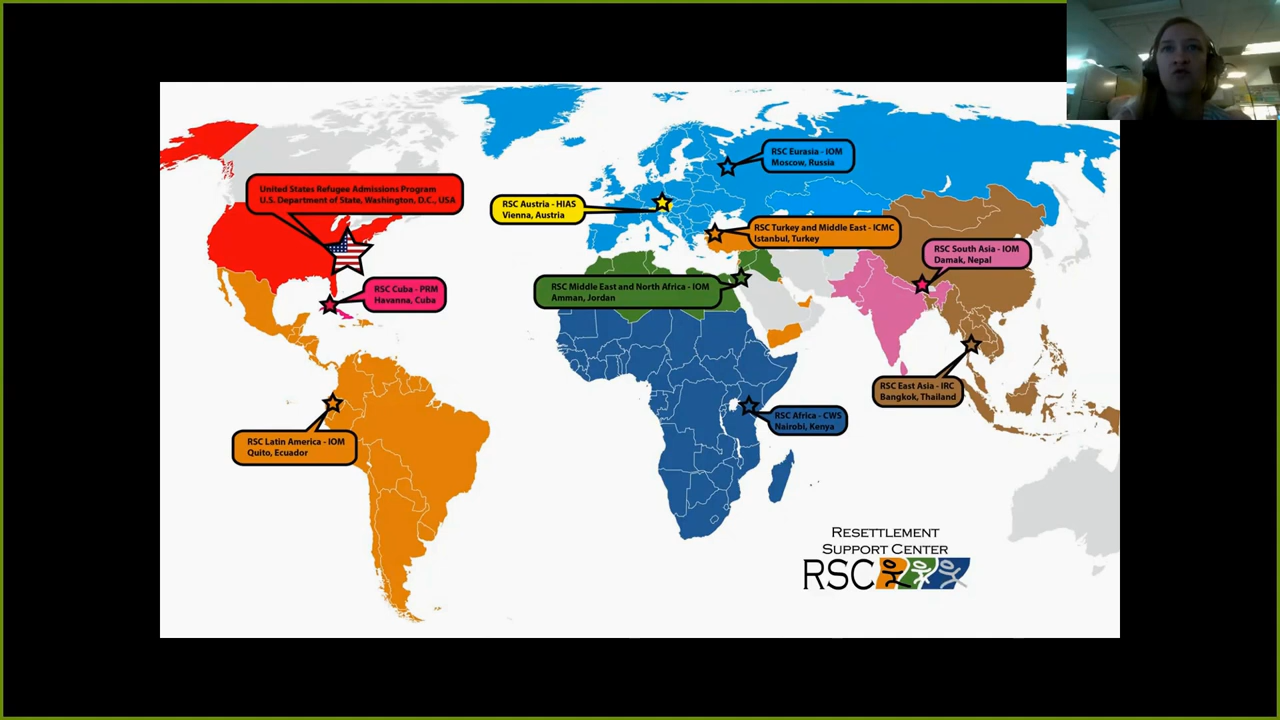 RSC Eurasia - IOM
Moscow, Russia
United States Refugee Admissions Program
U.S. Department of State, Washington, D.C., USA
RSC Austria - HIAS
Vienna, Austria
RSC Turkey and Middle East - ICMC
Istanbul, Turkey
RSC South Asia - IOM
Damak, Nepal
RSC Cuba - PRM
Havanna, Cuba
RSC Middle East and North Africa - IOM
Amman, Jordan
RSC East Asia - IRC
Bangkok, Thailand
RSC Africa - CWS
Nairobi, Kenya
RSC Latin America - IOM
Quito, Ecuador
Resettlement
Support Center
RSC